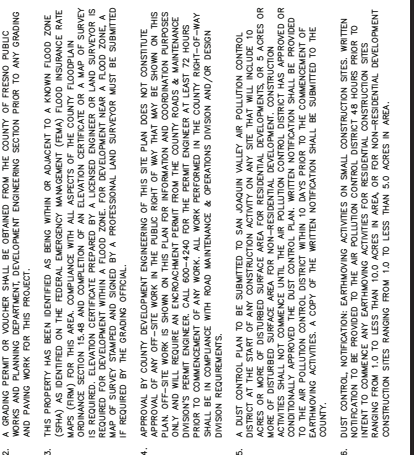 2. A GRADING PERMIT OR VOUCHER SHALL BE OBTAINED FROM THE COUNTY OF FRESNO PUBLIC
WORKS AND PLANNING DEPARTMENT, DEVELOPMENT ENGINEERING SECTION PRIOR TO ANY GRADING
AND PAVING WORK FOR THIS PROJECT.
3. THIS PROPERTY HAS BEEN IDENTIFIED AS BEING WITHIN OR ADJACENT TO A KNOWN FLOOD ZONE
(SFHA) AS IDENTIFIED IN THE FEDERAL EMERGENCY MANAGEMENT (FEMA) FLOOD INSURANCE RATE
MAPS (FIRM) FOR THIS AREA. COMPLIANCE WITH ALL ASPECTS OF THE COUNTY FLOODPLAIN
ORDINANCE SECTION 15.48 COMPLETION OF AN ELEVATION CERTIFICATE OR A MAP OF SURVEY
IS REQUIRED. ELEVATION CERTIFICATE PREPARED BY A LICENSED ENGINEER OR LAND SURVEYOR IS
REQUIRED FOR DEVELOPMENT WITHIN A FLOOD ZONE. FOR DEVELOPMENT NEAR A FLOOD ZONE, A
MAP OF SURVEY STAMPED AND SIGNED BY A PROFESSIONAL LAND SURVEYOR MUST BE SUBMITTED
IF REQUIRED BY THE GRADING OFFICIAL.
4. APPROVAL BY COUNTY DEVELOPMENT ENGINEERING OF THIS SITE PLAN DOES NOT CONSTITUTE
APPROVAL OF ANY OFF-SITE WORK IN THE PUBLIC RIGHT OF WAY THAT MAY BE SHOWN ON THIS
PLAN. OFF-SITE WORK IS SHOWN ON THIS PLAN FOR INFORMATION AND COORDINATION PURPOSES
ONLY AND WILL REQUIRE AN ENCROACHMENT PERMIT FROM THE COUNTY ROADS & MAINTENANCE
DIVISION'S PERMIT ENGINEER. CALL 600-4240 FOR THE PERMIT ENGINEER AT LEAST 72 HOURS
PRIOR TO COMMENCEMENT OF ANY WORK. ALL WORK PERFORMED IN THE COUNTY RIGHT-OF-WAY
SHALL BE IN COMPLIANCE WITH ROAD MAINTENANCE & OPERATIONS DIVISION AND/OR DESIGN
DIVISION REQUIREMENTS.
5. A DUST CONTROL PLAN TO BE SUBMITTED TO SAN JOAQUIN VALLEY AIR POLLUTION CONTROL
DISTRICT AT THE START OF ANY CONSTRUCTION ACTIVITY ON ANY SITE THAT WILL INCLUDE 10
ACRES OR MORE OF DISTURBED SURFACE AREA FOR RESIDENTIAL DEVELOPMENTS, OR 5 ACRES OR
MORE OF DISTURBED SURFACE AREA FOR NON-RESIDENTIAL DEVELOPMENT. CONSTRUCTION
ACTIVITIES SHALL NOT COMMENCE UNTIL THE AIR POLLUTION CONTROL DISTRICT HAS APPROVED OR
CONDITIONALLY APPROVED THE DUST CONTROL PLAN. WRITTEN NOTIFICATION SHALL BE PROVIDED
TO THE AIR POLLUTION CONTROL DISTRICT WITHIN 10 DAYS PRIOR TO THE COMMENCEMENT OF
EARTHMOVING ACTIVITIES. A COPY OF THE WRITTEN NOTIFICATION SHALL BE SUBMITTED TO THE
COUNTY.
6. DUST CONTROL NOTIFICATION: EARTHMOVING ACTIVITIES ON SMALL CONSTRUCTION SITES. WRITTEN
NOTIFICATION TO BE PROVIDED TO THE AIR POLLUTION CONTROL DISTRICT 48 HOURS PRIOR TO
INTENT TO COMMENCE ANY EARTHMOVING ACTIVITIES FOR RESIDENTIAL CONSTRUCTION SITES
RANGING FROM 1.0 TO LESS THAN 10.0 ACRES IN AREA, OR FOR NON-RESIDENTIAL DEVELOPMENT
CONSTRUCTION SITES RANGING FROM 1.0 TO LESS THAN 5.0 ACRES IN AREA.